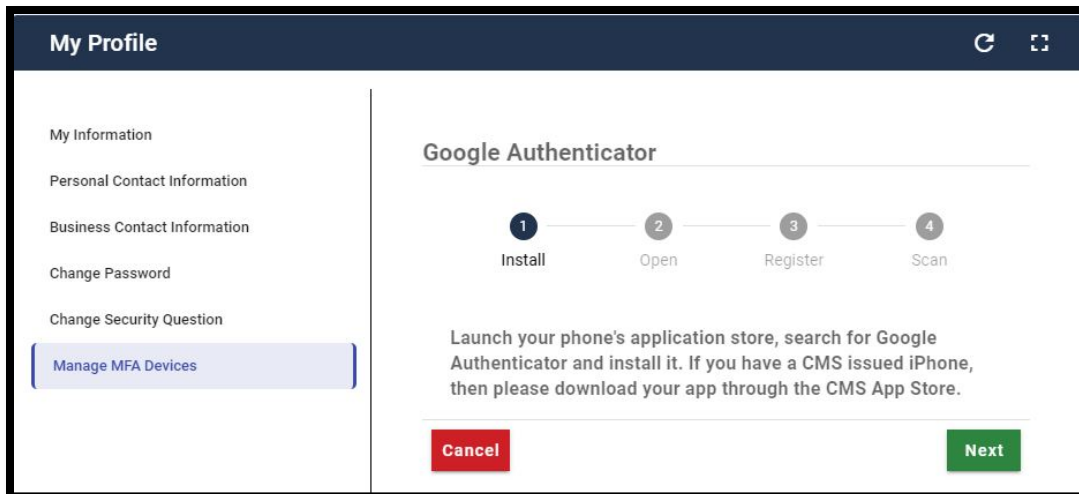 My Profile
My Information
Personal Contact Information
Business Contact Information
Change Password
Change Security Question
Manage MFA Devices
Google Authenticator
1 2 3 4
Install Open Register Scan
Launch your phone's application store, search for Google
Authenticator and install it. If you have a CMS issued iPhone,
then please download your app through the CMS App Store.
Cancel Next